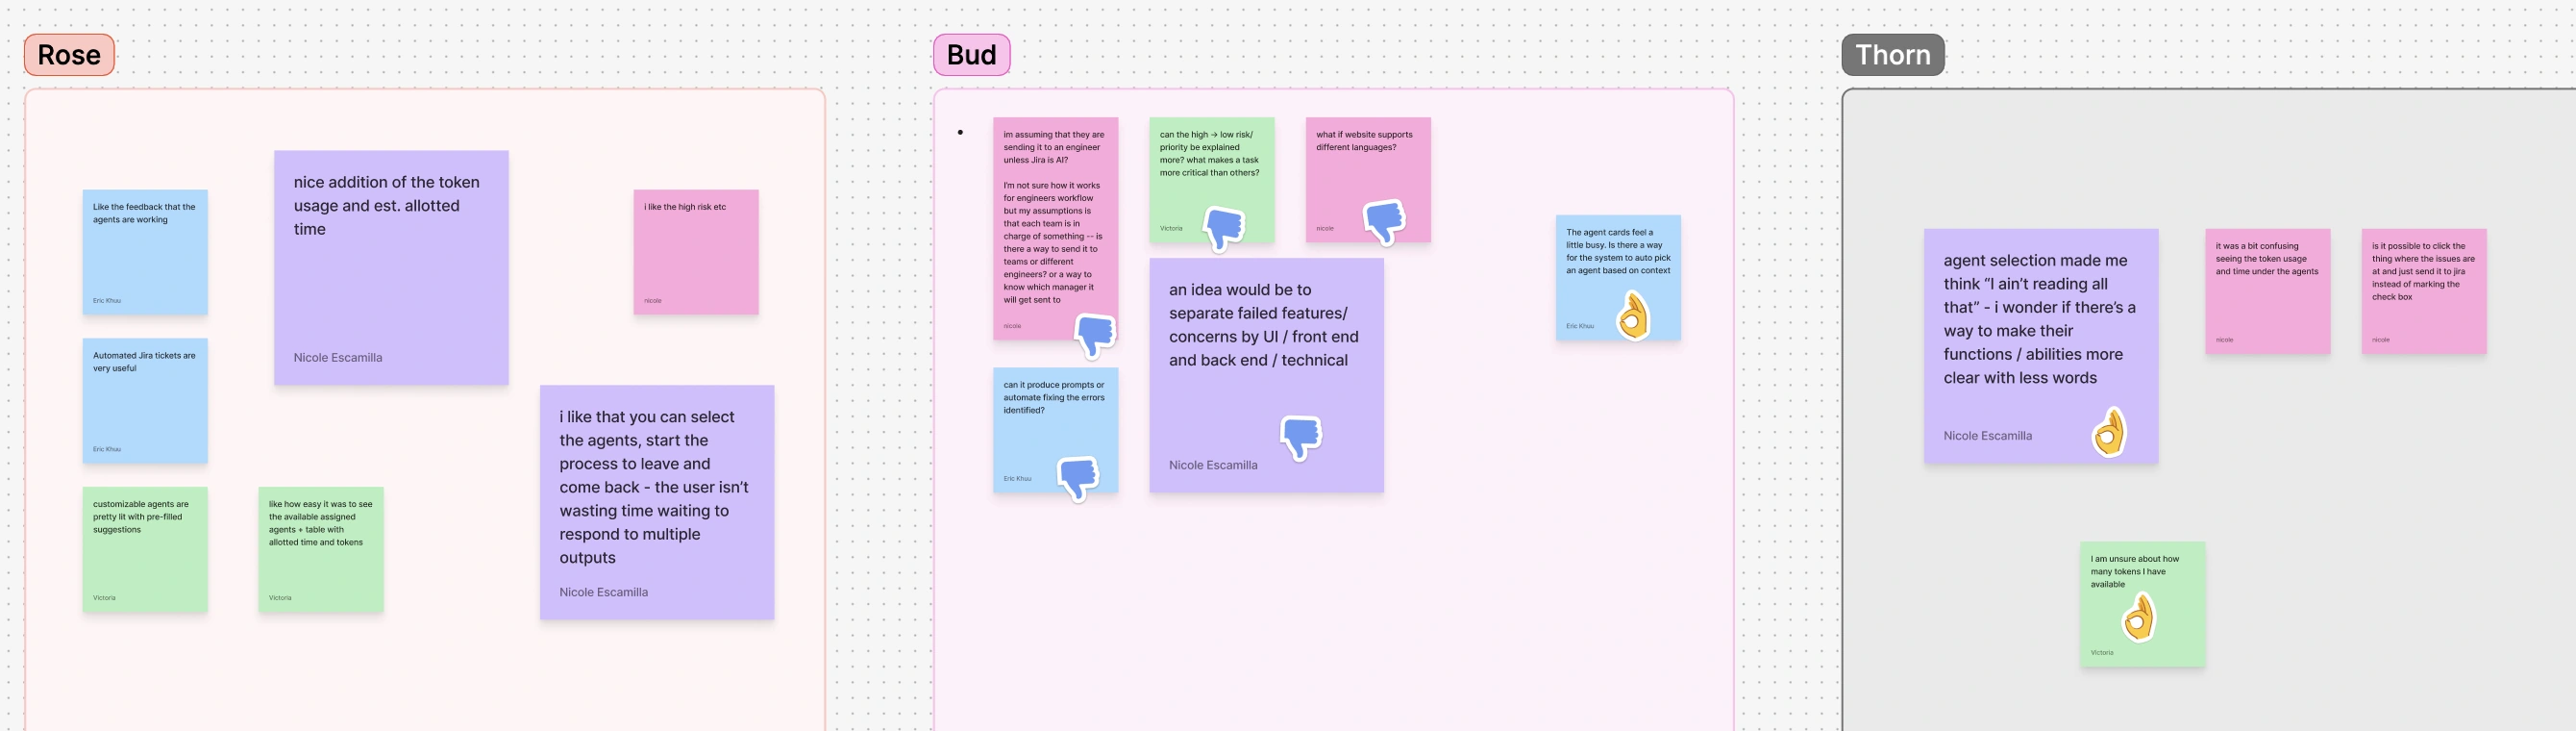 Rose
Like the feedback that the
agents are working
Eric Khuu
nice addition of the token
usage and est. allotted
time
Nicole Escamilla
i like the high risk etc
nicole
Automated Jira tickets are
very useful
Eric Khuu
i like that you can select
the agents, start the
process to leave and
come back - the user isn’t
wasting time waiting to
respond to multiple
outputs
Nicole Escamilla
customizable agents are
pretty lit with pre-filled
suggestions
Victoria
like how easy it was to see
the available assigned
agents + table with
allotted time and tokens
Victoria
Bud
im assuming that they are
sending it to an engineer
unless Jira is AI?
I'm not sure how it works
for engineers workflow
but my assumptions is
that each team is in
charge of something -- is
there a way to send it to
teams or different
engineers? or a way to
know which manager it
will get sent to
nicole
can the high → low risk/
priority be explained
more? what makes a task
more critical than others?
Victoria
what if website supports
different languages?
nicole
The agent cards feel a
little busy. Is there a way
for the system to auto pick
an agent based on context
Eric Khuu
an idea would be to
separate failed features/
concerns by UI / front end
and back end / technical
Nicole Escamilla
can it produce prompts or
automate fixing the errors
identified?
Eric Khuu
Thorn
agent selection made me
think “I ain’t reading all
that” - i wonder if there’s a
way to make their
functions / abilities more
clear with less words
Nicole Escamilla
it was a bit confusing
seeing the token usage
and time under the agents
nicole
is it possible to click the
thing where the issues are
at and just send it to jira
instead of marking the
check box
nicole
I am unsure about how
many tokens I have
available
Victoria